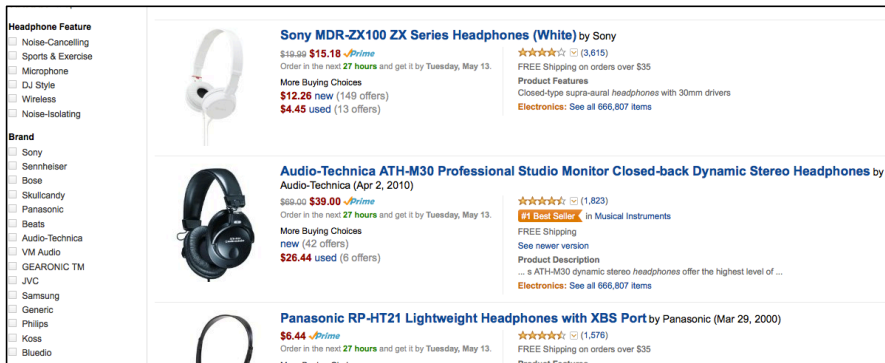 Headphone Feature
Noise-Cancelling
Sports & Exercise
Microphone
DJ Style
Wireless
Noise-Isolating
Brand
Sony
Sennheiser
Bose
Skullcandy
Panasonic
Beats
Audio-Technica
VM Audio
GEARONIC TM
JVC
Samsung
Generic
Philips
Koss
Bluedio
Sony MDR-ZX100 ZX Series Headphones (White) by Sony
$19.99 $15.18 Prime
Order in the next 27 hours and get it by Tuesday, May 13.
More Buying Choices
$12.26 new (149 offers)
$4.45 used (13 offers)
(3,615)
FREE Shipping on orders over $35
Product Features
Closed-type supra-aural headphones with 30mm drivers
Electronics: See all 666,807 items
Audio-Technica ATH-M30 Professional Studio Monitor Closed-back Dynamic Stereo Headphones by
Audio-Technica (Apr 2, 2010)
$69.00 $39.00 Prime
Order in the next 27 hours and get it by Tuesday, May 13.
More Buying Choices
new (42 offers)
$26.44 used (6 offers)
(1,823)
#1 Best Seller in Musical Instruments
FREE Shipping
See newer version
Product Description
... s ATH-M30 dynamic stereo headphones offer the highest level of ...
Electronics: See all 666,807 items
Panasonic RP-HT21 Lightweight Headphones with XBS Port by Panasonic (Mar 29, 2000)
$6.44 Prime
Order in the next 27 hours and get it by Tuesday, May 13.
(1,576)
FREE Shipping on orders over $35